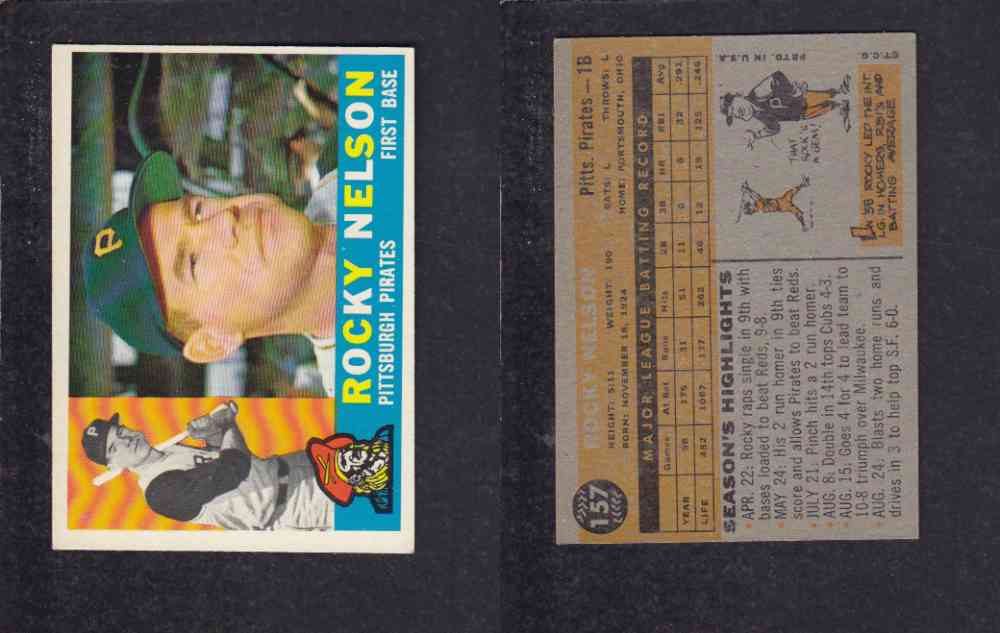 P
P
ROCKY NELSON
PITTSBURGH PIRATES FIRST BASE
157
ROCKY NELSON Pitts. Pirates—1B
HEIGHT: 5:11 WEIGHT: 190 BATS: L THROWS: L
BORN: NOVEMBER 18, 1924 HOME: PORTSMOUTH, OHIO
MAJOR LEAGUE BATTING RECORD
Games At Bat Runs Hits 2B 3B HR RBI Avg
YEAR 98 175 31 51 11 0 6 32 .291
LIFE 482 1087 127 262 46 12 19 125 .246
SEASON'S HIGHLIGHTS
• APR. 22: Rocky raps single in 9th with
bases loaded to beat Reds, 9-8.
• MAY 24: His 2 run homer in 9th ties
score and allows Pirates to beat Reds.
• JULY 21: Pinch hits a 2 run homer.
• AUG. 8: Double in 14th tops Cubs 4-3.
• AUG. 15: Goes 4 for 4 to lead team to
10-8 triumph over Milwaukee.
• AUG. 24: Blasts two home runs and
drives in 3 to help top S.F. 6-0.
THAT
ROCK'S
A GEM!
P
IN '58 ROCKY LED THE INT.
LG. IN HOMERS, RBI'S AND
BATTING AVERAGE.
©T.C.G. PRTD. IN U.S.A.